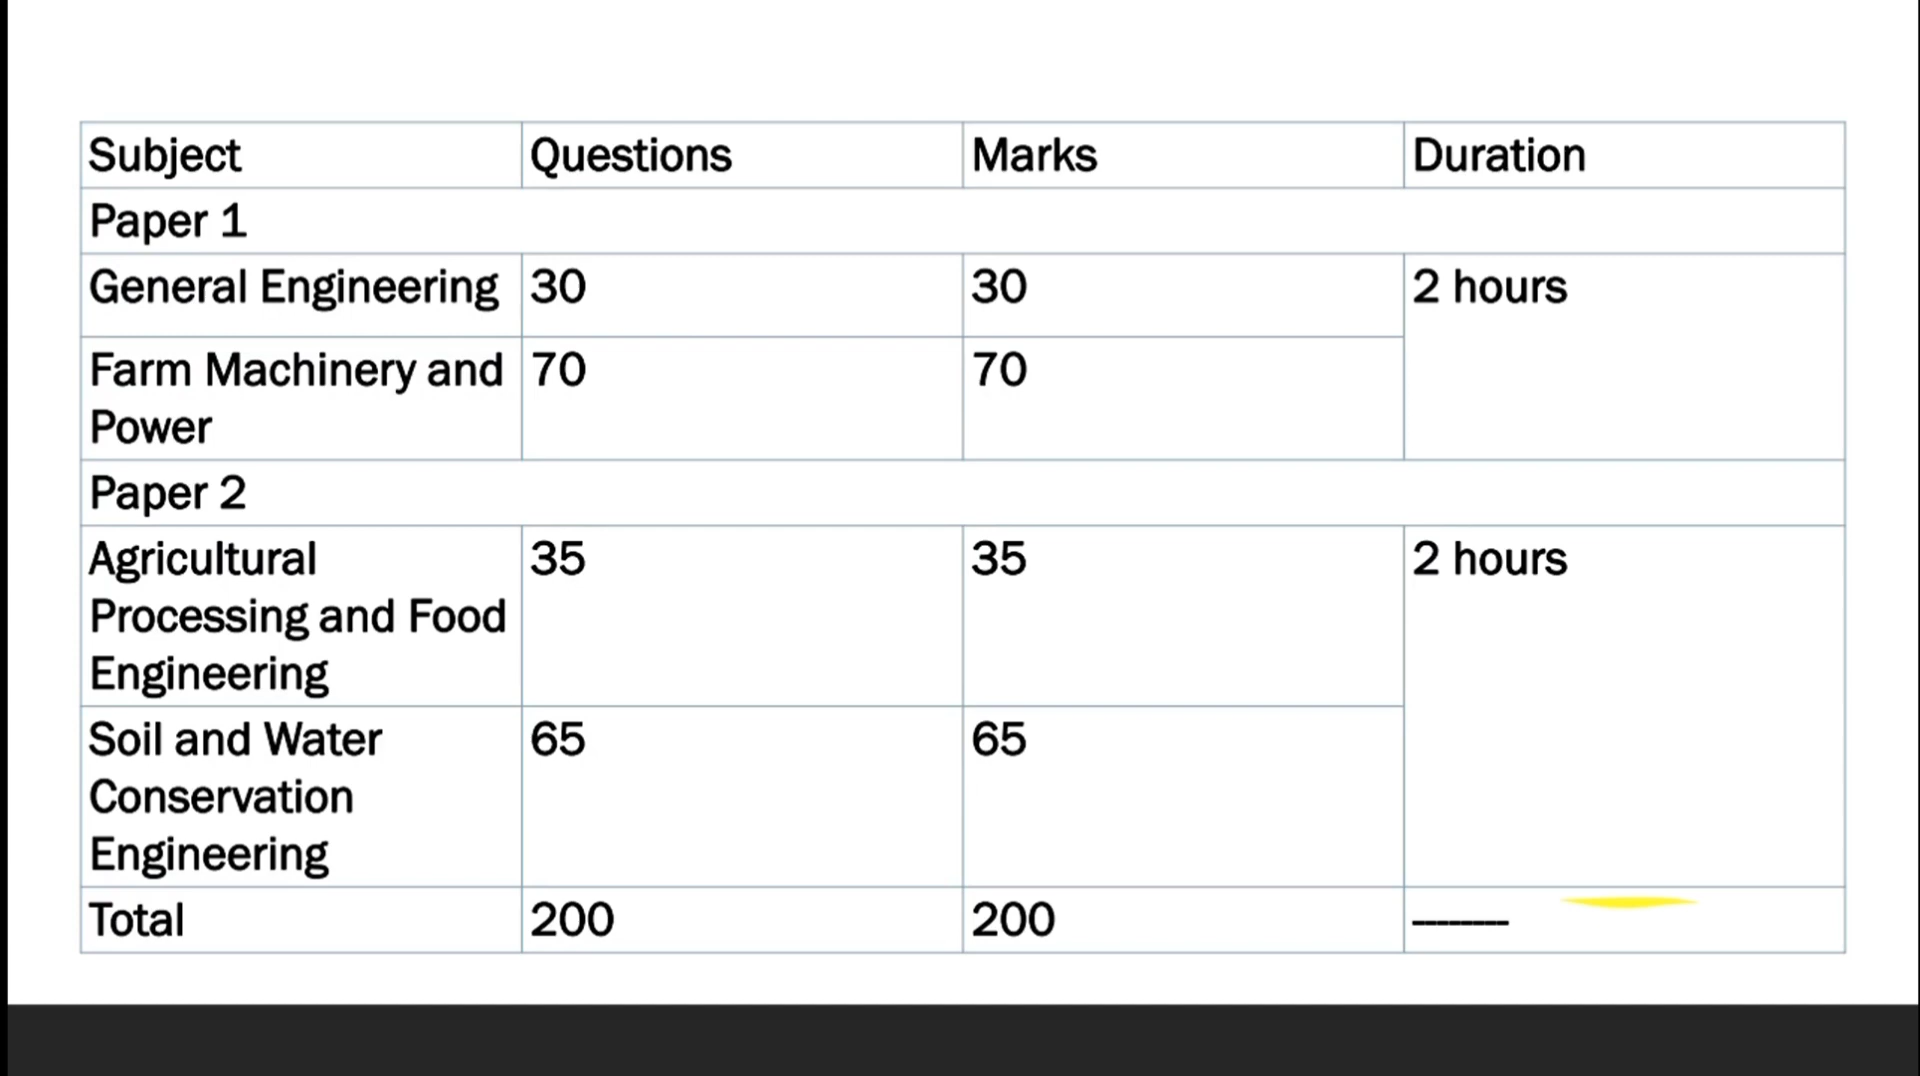 Subject Questions Marks Duration
Paper 1
General Engineering 30 30 2 hours
Farm Machinery and 70 70
Power
Paper 2
Agricultural 35 35 2 hours
Processing and Food
Engineering
Soil and Water 65 65
Conservation
Engineering
Total 200 200 --------